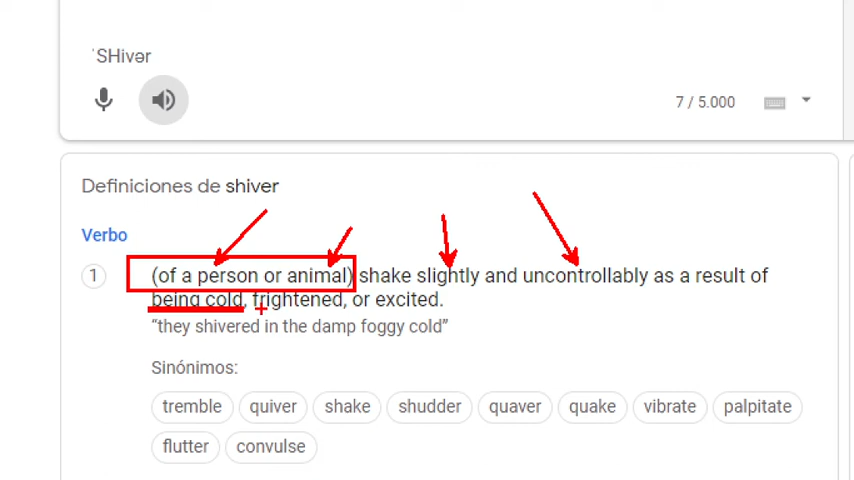 ˈSHivər
7 / 5.000
Definiciones de shiver
Verbo
1 (of a person or animal) shake slightly and uncontrollably as a result of
being cold, frightened, or excited.
“they shivered in the damp foggy cold”
Sinónimos:
tremble quiver shake shudder quaver quake vibrate palpitate
flutter convulse